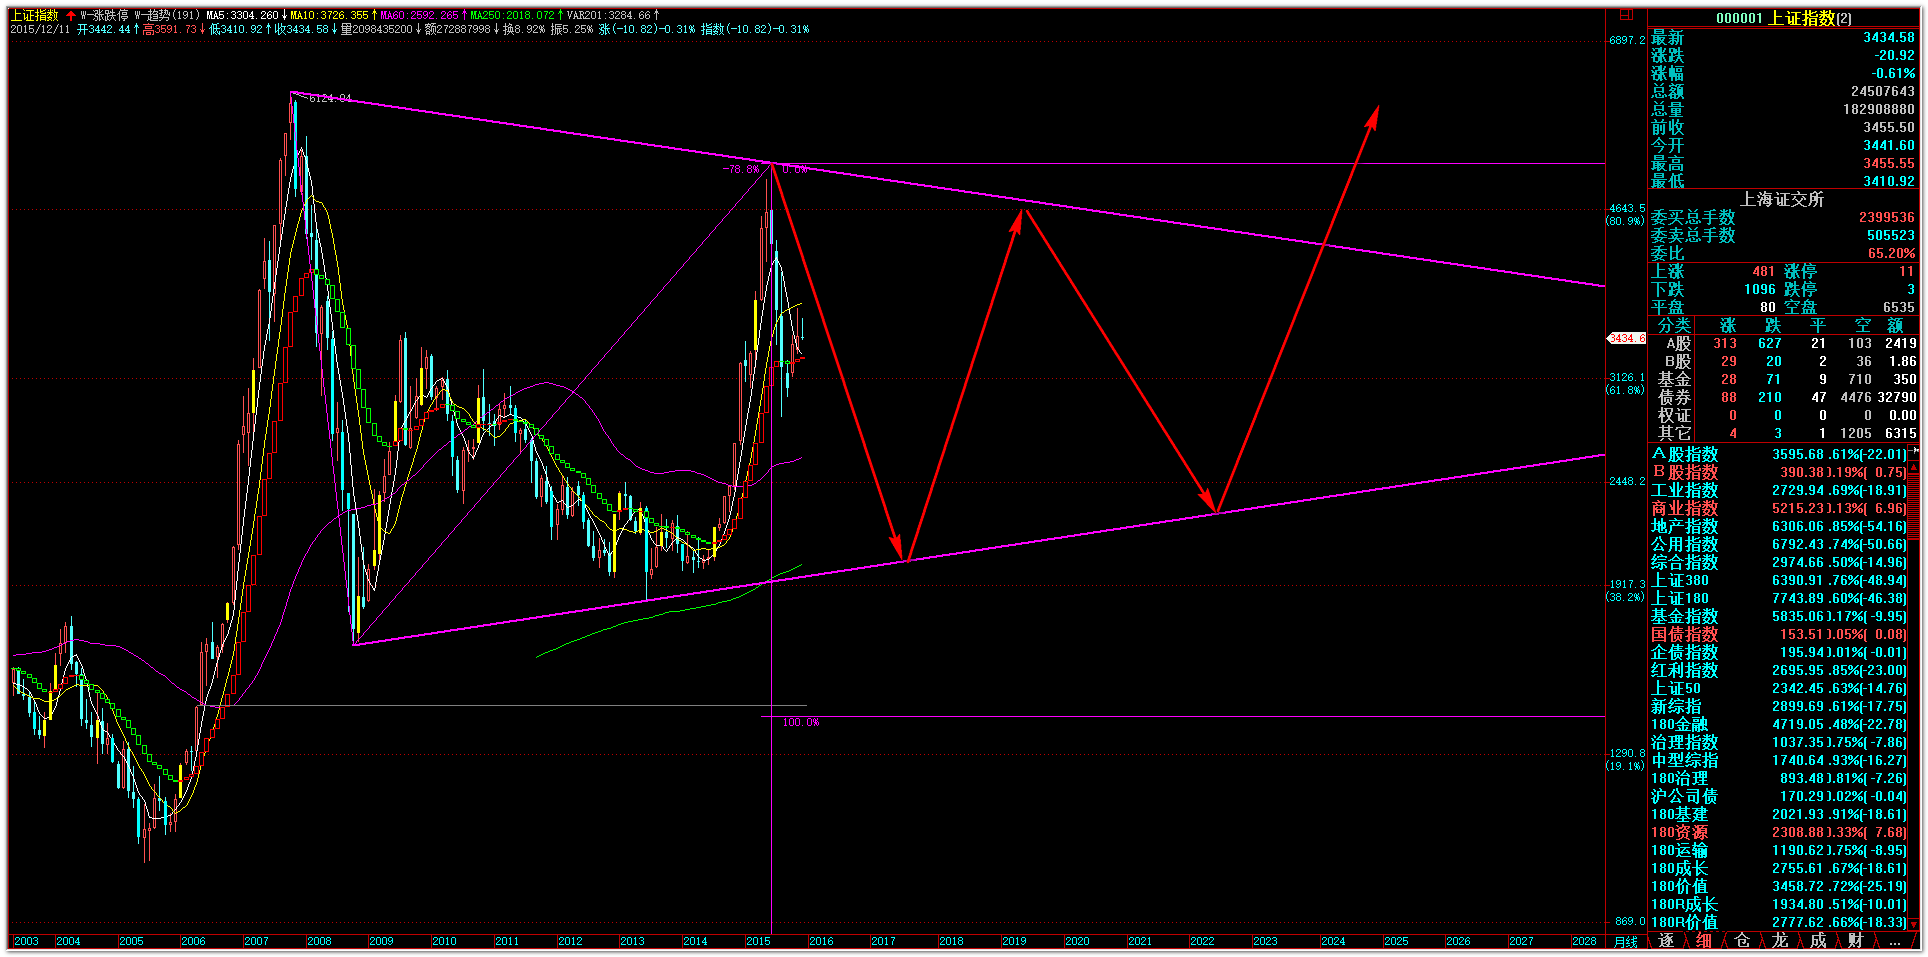 上证指数 W-涨跌停 W-趋势(191) MA5:3304.260↓MA10:3726.355↑MA60:2592.265↑MA250:2018.072↑VAR201:3284.66↑
2015/12/11 开3442.44↑高3591.73↓低3410.92↑收3434.58↓量2098435200↓额272887998↓换8.92% 振5.25% 涨(-10.82)-0.31% 指数(-10.82)-0.31%
6124.04
-78.8%
0.0%
100.0%
日
6897.2
4643.5
(80.9%)
3434.6
3126.1
(61.8%)
2448.2
1917.3
(38.2%)
1290.8
(19.1%)
869.0
2003 2004 2005 2006 2007 2008 2009 2010 2011 2012 2013 2014 2015 2016 2017 2018 2019 2020 2021 2022 2023 2024 2025 2026 2027 2028 月线
000001 上证指数(2)
最新 3434.58
涨跌 -20.92
涨幅 -0.61%
总额 24507643
总量 182908880
前收 3455.50
今开 3441.60
最高 3455.55
最低 3410.92
上海证交所
委买总手数 2399536
委卖总手数 505523
委比 65.20%
上涨 481 涨停 11
下跌 1096 跌停 3
平盘 80 空盘 6535
分类 涨 跌 平 空 额
A股 313 627 21 103 2419
B股 29 20 2 36 1.86
基金 28 71 9 710 350
债券 88 210 47 4476 32790
权证 0 0 0 0 0.00
其它 4 3 1 1205 6315
A股指数 3595.68 .61%(-22.01)
B股指数 390.38 0.19%( 0.75)
工业指数 2729.94 .69%(-18.91)
商业指数 5215.23 0.13%( 6.96)
地产指数 6306.06 .85%(-54.16)
公用指数 6792.43 .74%(-50.66)
综合指数 2974.66 .50%(-14.96)
上证380 6390.91 .76%(-48.94)
上证180 7743.89 .60%(-46.38)
基金指数 5835.06 0.17%( -9.95)
国债指数 153.51 0.05%( 0.08)
企债指数 195.94 0.01%( -0.01)
红利指数 2695.95 .85%(-23.00)
上证50 2342.45 .63%(-14.76)
新综指 2899.69 .61%(-17.75)
180金融 4719.05 .48%(-22.78)
治理指数 1037.35 0.75%( -7.86)
中型综指 1740.64 .93%(-16.27)
180治理 893.48 0.81%( -7.26)
沪公司债 170.29 0.02%( -0.04)
180基建 2021.93 .91%(-18.61)
180资源 2308.88 0.33%( 7.68)
180运输 1190.62 0.75%( -8.95)
180成长 2755.61 .67%(-18.61)
180价值 3458.72 .72%(-25.19)
180R成长 1934.80 .51%(-10.01)
180R价值 2777.62 .66%(-18.33)
逐 细 仓 龙 成 财 ...